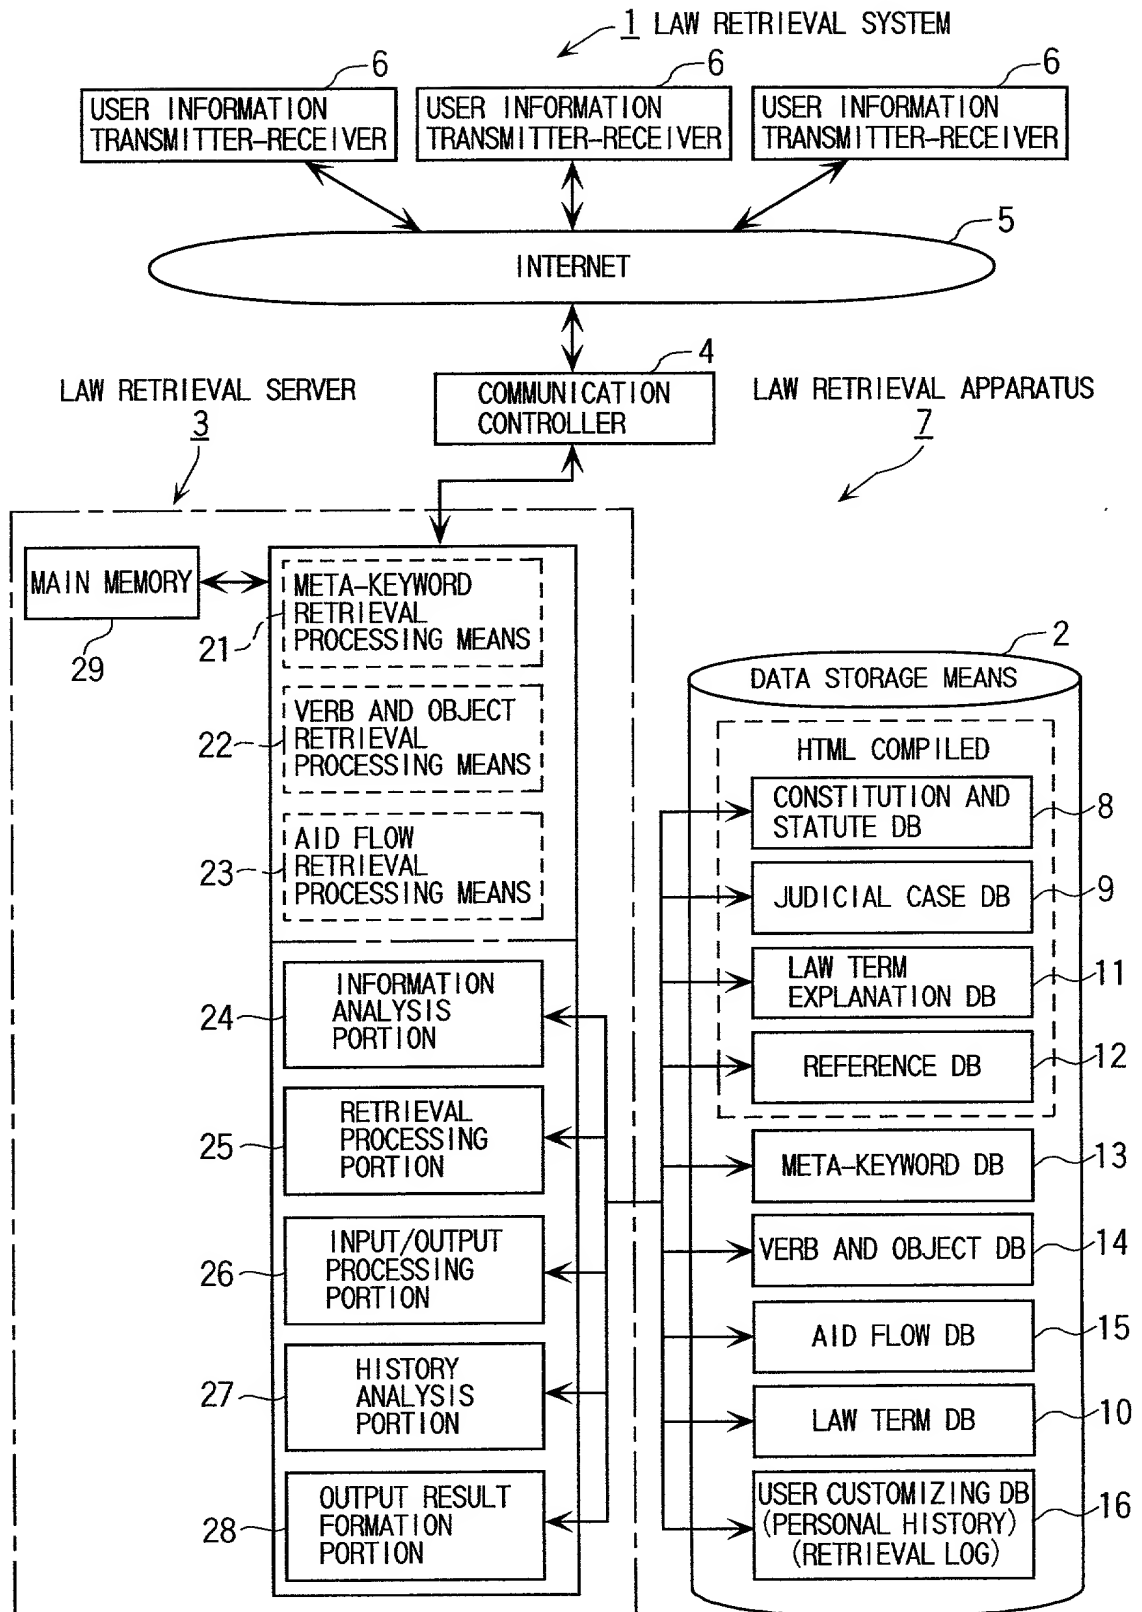 1 LAW RETRIEVAL SYSTEM
6
6
6
USER INFORMATION
TRANSMITTER-RECEIVER
USER INFORMATION
TRANSMITTER-RECEIVER
USER INFORMATION
TRANSMITTER-RECEIVER
5
INTERNET
4
COMMUNICATION
CONTROLLER
LAW RETRIEVAL SERVER
3
LAW RETRIEVAL APPARATUS
7
MAIN MEMORY
29
META-KEYWORD
RETRIEVAL
PROCESSING MEANS
21
VERB AND OBJECT
RETRIEVAL
PROCESSING MEANS
22
AID FLOW
RETRIEVAL
PROCESSING MEANS
23
INFORMATION
ANALYSIS
PORTION
24
RETRIEVAL
PROCESSING
PORTION
25
INPUT/OUTPUT
PROCESSING
PORTION
26
HISTORY
ANALYSIS
PORTION
27
OUTPUT RESULT
FORMATION
PORTION
28
2
DATA STORAGE MEANS
HTML COMPILED
CONSTITUTION AND
STATUTE DB
8
JUDICIAL CASE DB
9
LAW TERM
EXPLANATION DB
11
REFERENCE DB
12
META-KEYWORD DB
13
VERB AND OBJECT DB
14
AID FLOW DB
15
LAW TERM DB
10
USER CUSTOMIZING DB
(PERSONAL HISTORY)
(RETRIEVAL LOG)
16